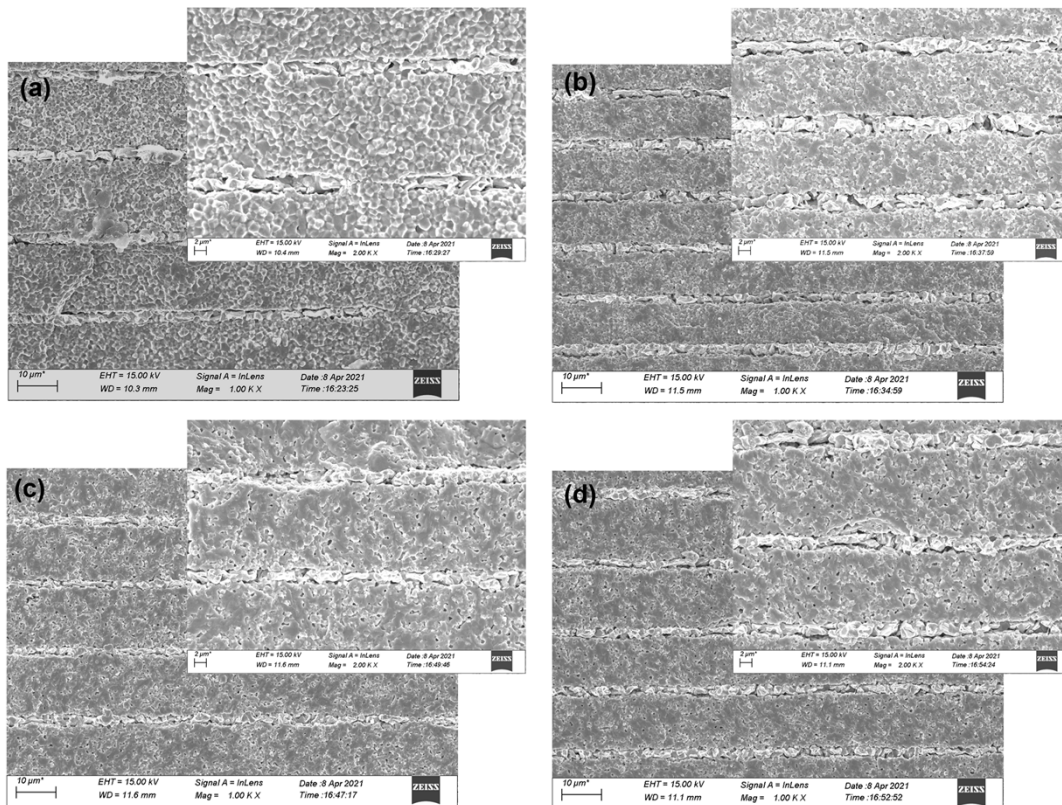 (a)
2 µm*
EHT = 15.00 kV Signal A = InLens Date :8 Apr 2021
WD = 10.4 mm Mag = 2.00 K X Time :16:29:27
ZEISS
10 µm*
EHT = 15.00 kV Signal A = InLens Date :8 Apr 2021
WD = 10.3 mm Mag = 1.00 K X Time :16:23:25
ZEISS
(b)
2 µm*
EHT = 15.00 kV Signal A = InLens Date :8 Apr 2021
WD = 11.5 mm Mag = 2.00 K X Time :16:37:59
ZEISS
10 µm*
EHT = 15.00 kV Signal A = InLens Date :8 Apr 2021
WD = 11.5 mm Mag = 1.00 K X Time :16:34:59
ZEISS
(c)
2 µm*
EHT = 15.00 kV Signal A = InLens Date :8 Apr 2021
WD = 11.6 mm Mag = 2.00 K X Time :16:49:46
ZEISS
10 µm*
EHT = 15.00 kV Signal A = InLens Date :8 Apr 2021
WD = 11.6 mm Mag = 1.00 K X Time :16:47:17
ZEISS
(d)
2 µm*
EHT = 15.00 kV Signal A = InLens Date :8 Apr 2021
WD = 11.1 mm Mag = 2.00 K X Time :16:54:24
ZEISS
10 µm*
EHT = 15.00 kV Signal A = InLens Date :8 Apr 2021
WD = 11.1 mm Mag = 1.00 K X Time :16:52:52
ZEISS